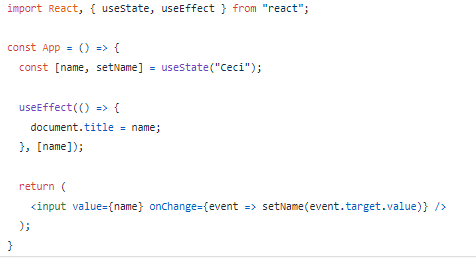 import React, { useState, useEffect } from "react";
const App = () => {
const [name, setName] = useState("Ceci");
useEffect(() => {
document.title = name;
}, [name]);
return (
<input value={name} onChange={event => setName(event.target.value)} />
);
}